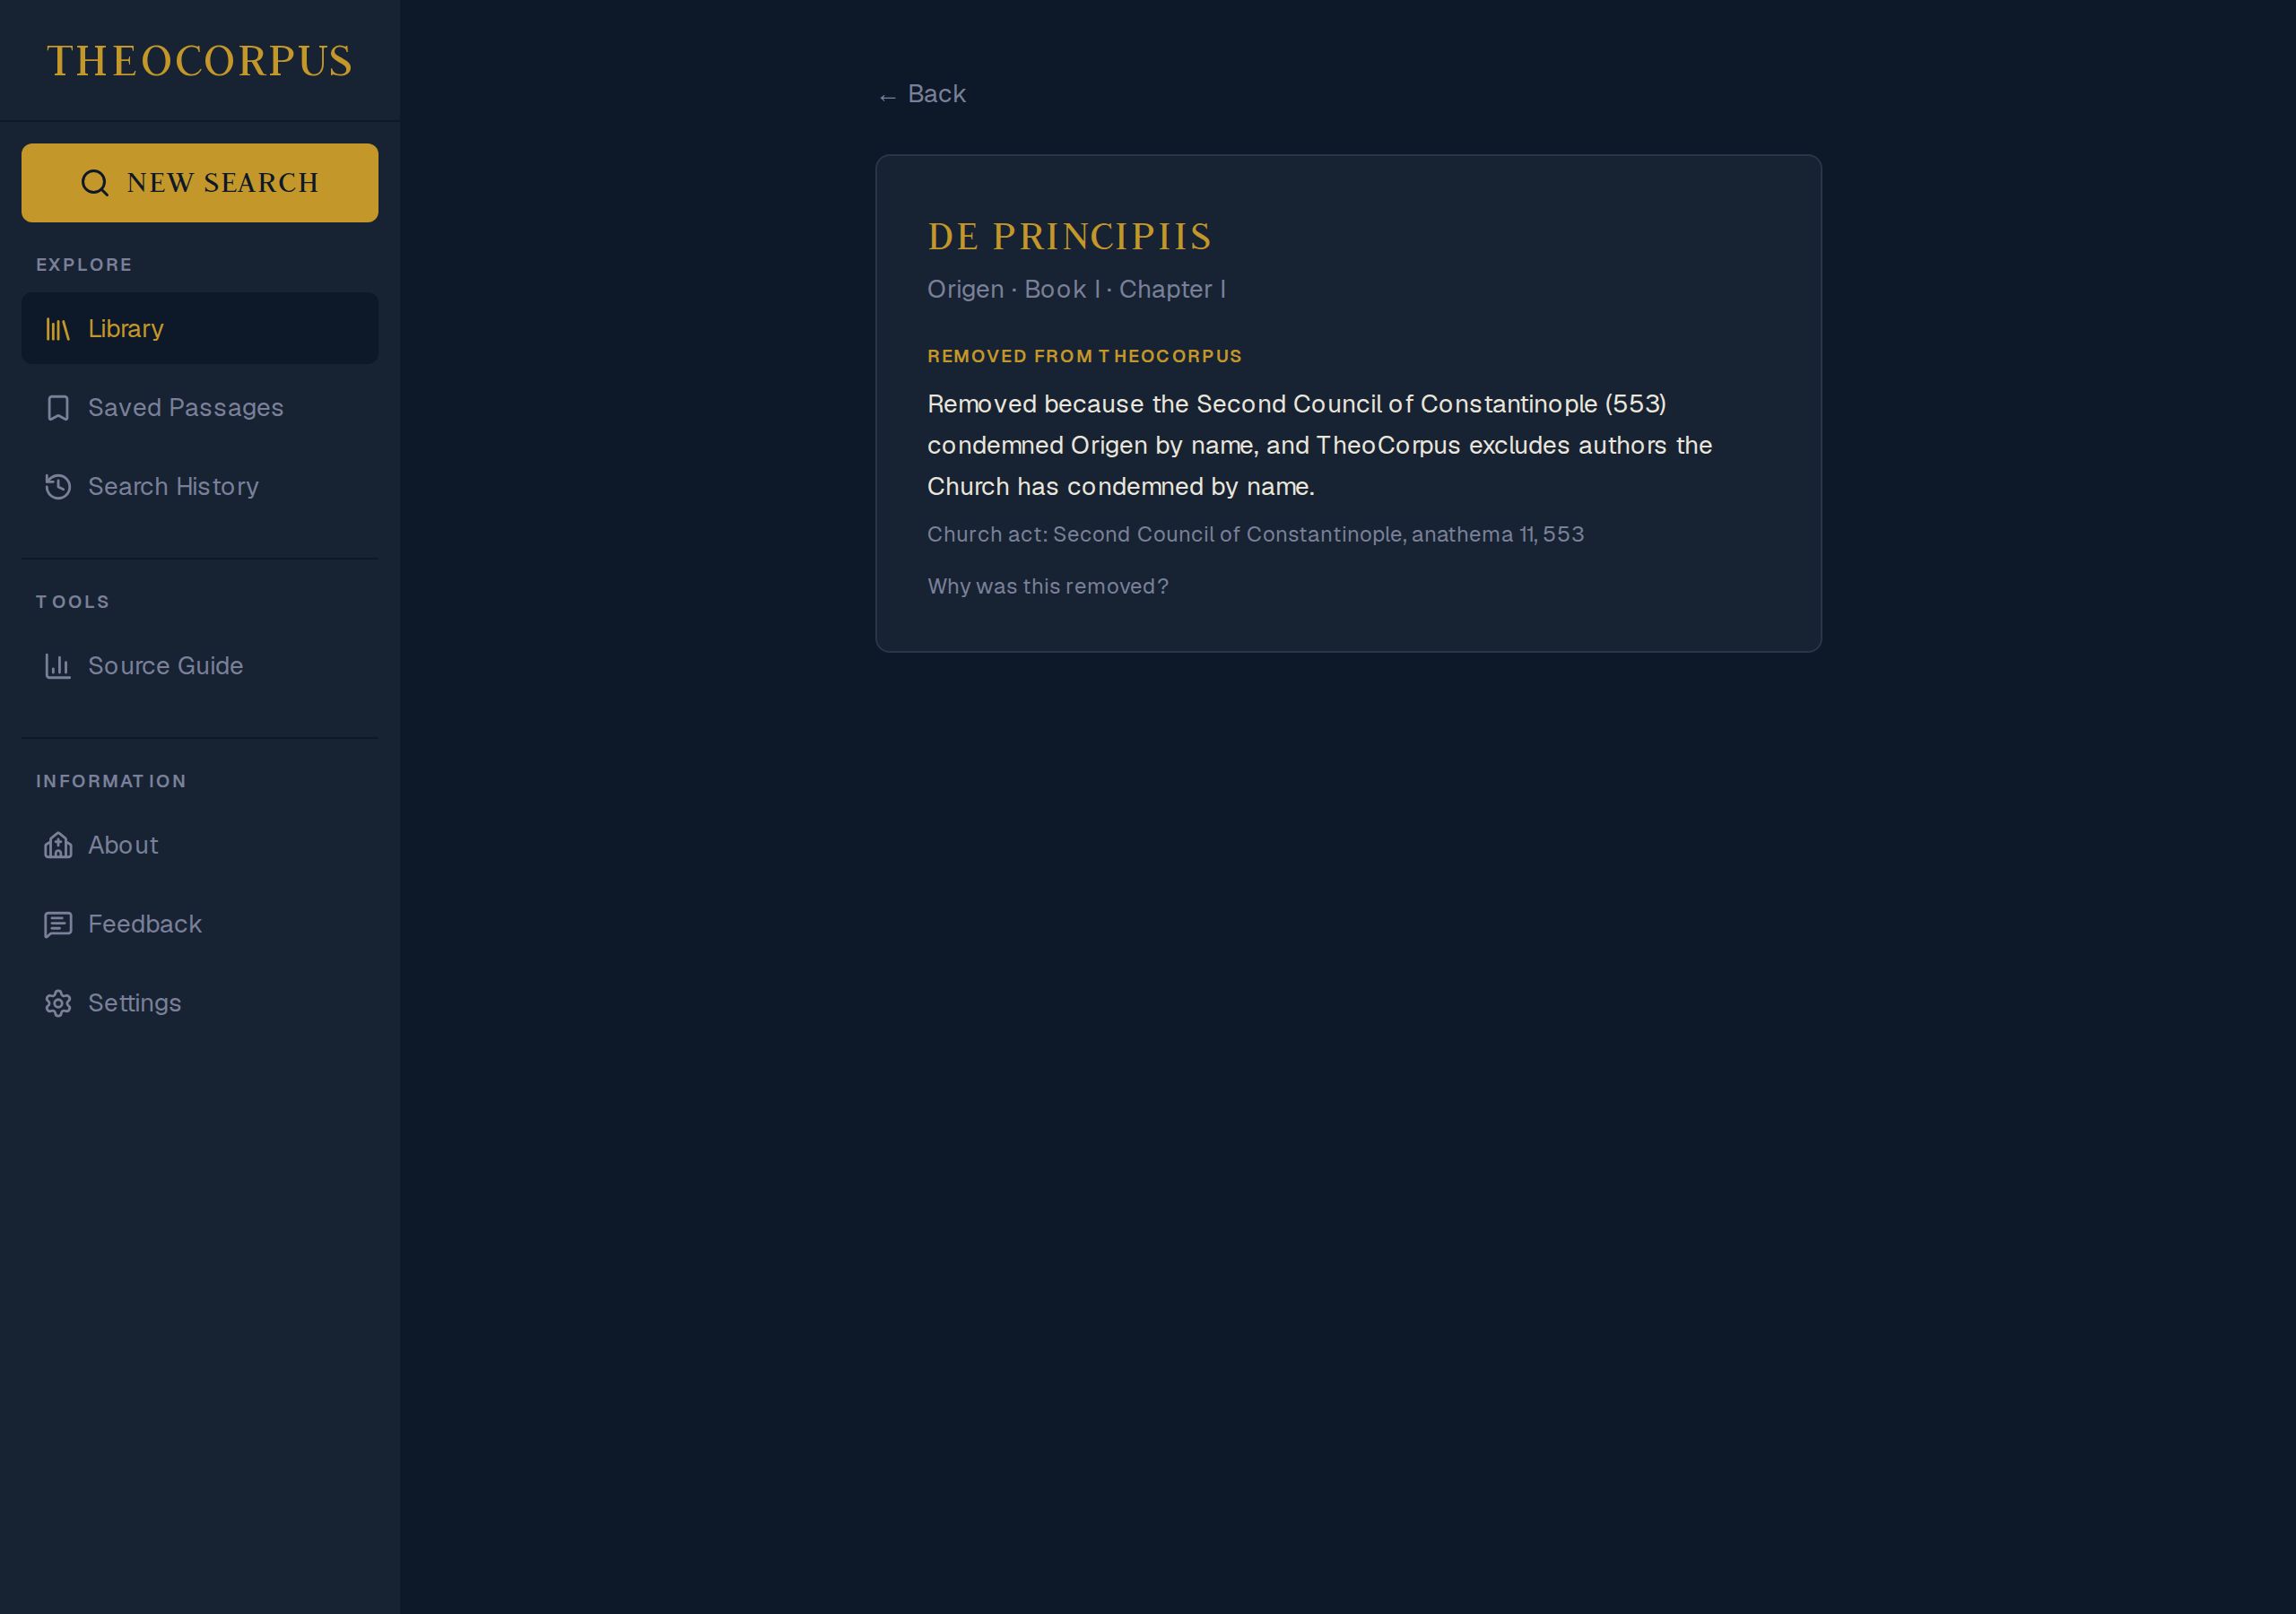 THEOCORPUS
NEW SEARCH
EXPLORE
Library
Saved Passages
Search History
TOOLS
Source Guide
INFORMATION
About
Feedback
Settings
← Back
DE PRINCIPIIS
Origen · Book I · Chapter I
REMOVED FROM THEOCORPUS
Removed because the Second Council of Constantinople (553)
condemned Origen by name, and TheoCorpus excludes authors the
Church has condemned by name.
Church act: Second Council of Constantinople, anathema 11, 553
Why was this removed?